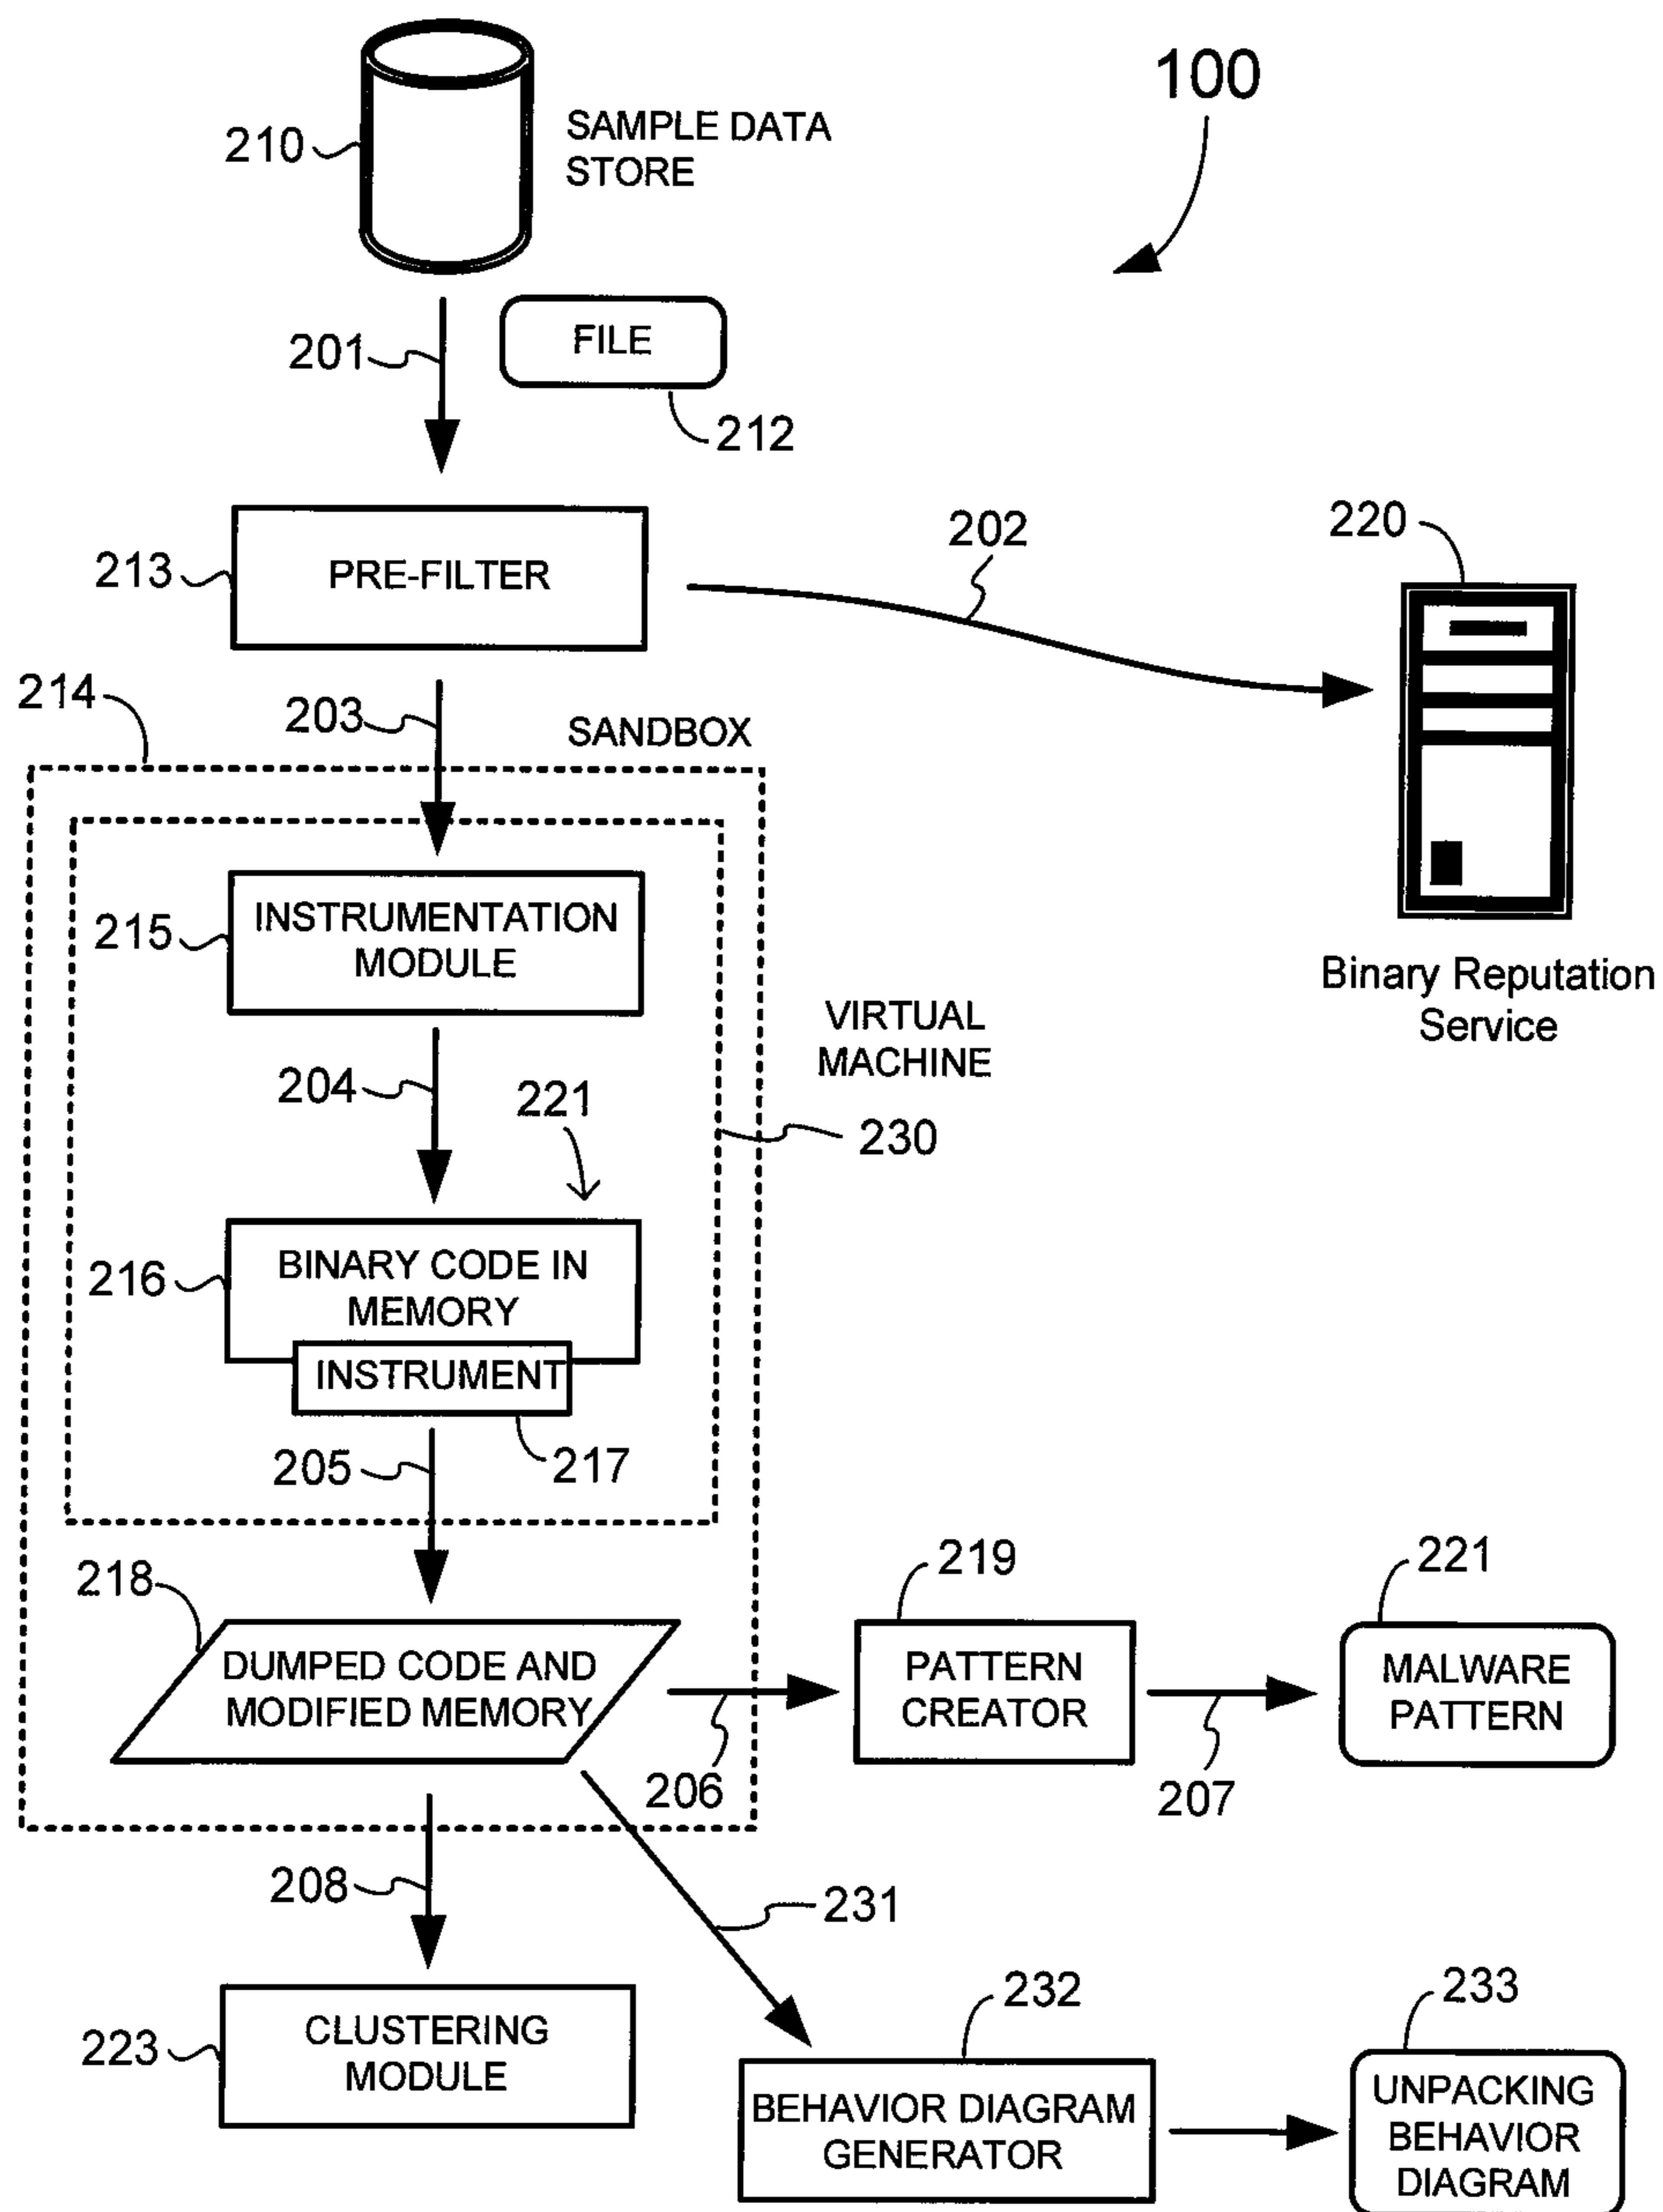 100
210
SAMPLE DATA
STORE
201
FILE
212
213
PRE-FILTER
202
220
214
203
SANDBOX
215
INSTRUMENTATION
MODULE
Binary Reputation
Service
VIRTUAL
MACHINE
204
221
230
216
BINARY CODE IN
MEMORY
INSTRUMENT
205
217
218
DUMPED CODE AND
MODIFIED MEMORY
219
PATTERN
CREATOR
221
MALWARE
PATTERN
206
207
208
231
223
CLUSTERING
MODULE
232
BEHAVIOR DIAGRAM
GENERATOR
233
UNPACKING
BEHAVIOR
DIAGRAM